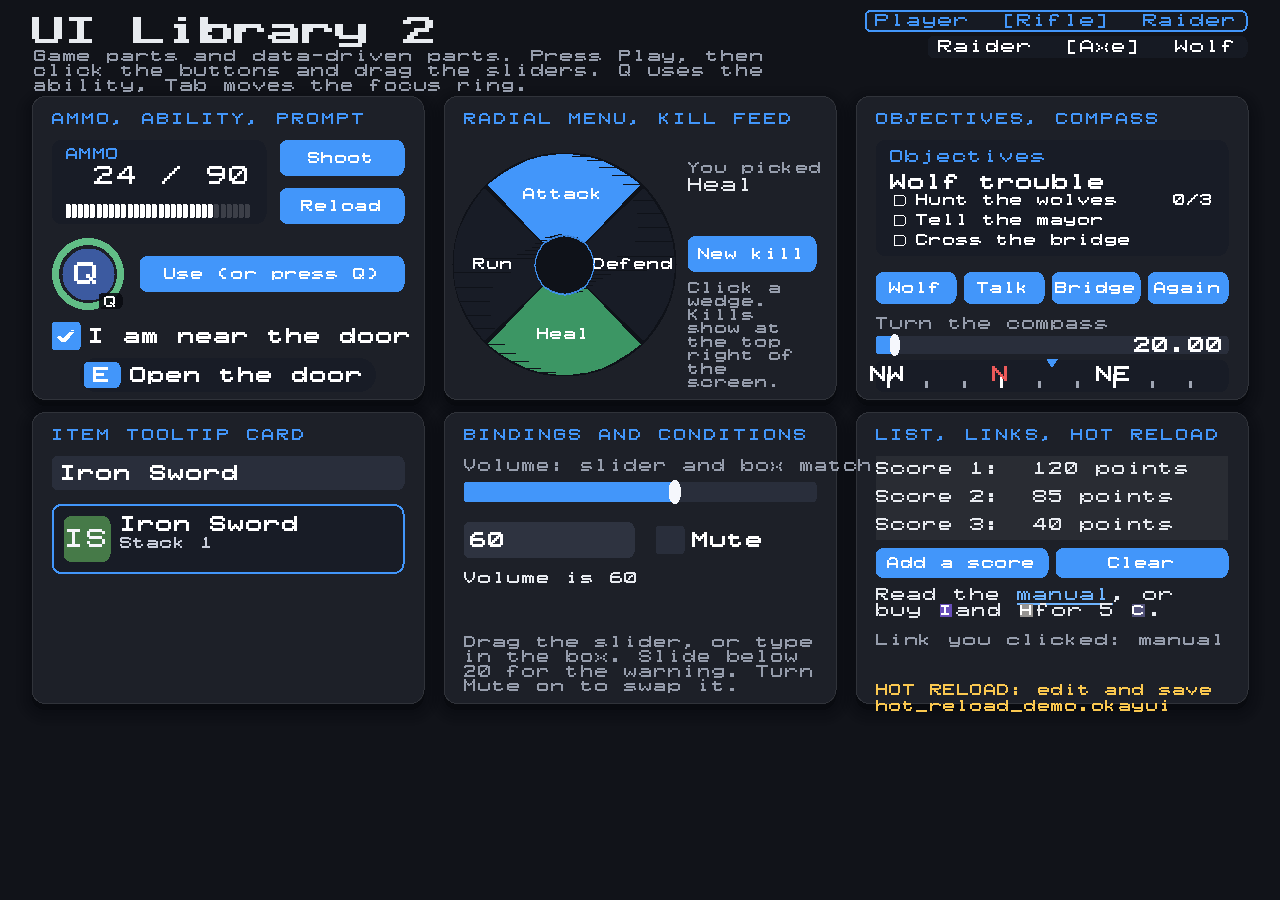 UI Library 2
Game parts and data-driven parts. Press Play, then
click the buttons and drag the sliders. Q uses the
ability, Tab moves the focus ring.
Player [Rifle] Raider
Raider [Axe] Wolf
AMMO, ABILITY, PROMPT
AMMO
24 / 90
Shoot
Reload
Q
Q
Use (or press Q)
I am near the door
E Open the door
RADIAL MENU, KILL FEED
Attack
Run
Defend
Heal
You picked
Heal
New kill
Click a
wedge.
Kills
show at
the top
right of
the
screen.
OBJECTIVES, COMPASS
Objectives
Wolf trouble
Hunt the wolves 0/3
Tell the mayor
Cross the bridge
Wolf Talk Bridge Again
Turn the compass
20.00
NW N NE
ITEM TOOLTIP CARD
Iron Sword
IS
Iron Sword
Stack 1
BINDINGS AND CONDITIONS
Volume: slider and box match
60
Mute
Volume is 60
Drag the slider, or type
in the box. Slide below
20 for the warning. Turn
Mute on to swap it.
LIST, LINKS, HOT RELOAD
Score 1: 120 points
Score 2: 85 points
Score 3: 40 points
Add a score Clear
Read the manual, or
buy I and H for 5 C.
Link you clicked: manual
HOT RELOAD: edit and save
hot_reload_demo.okayui